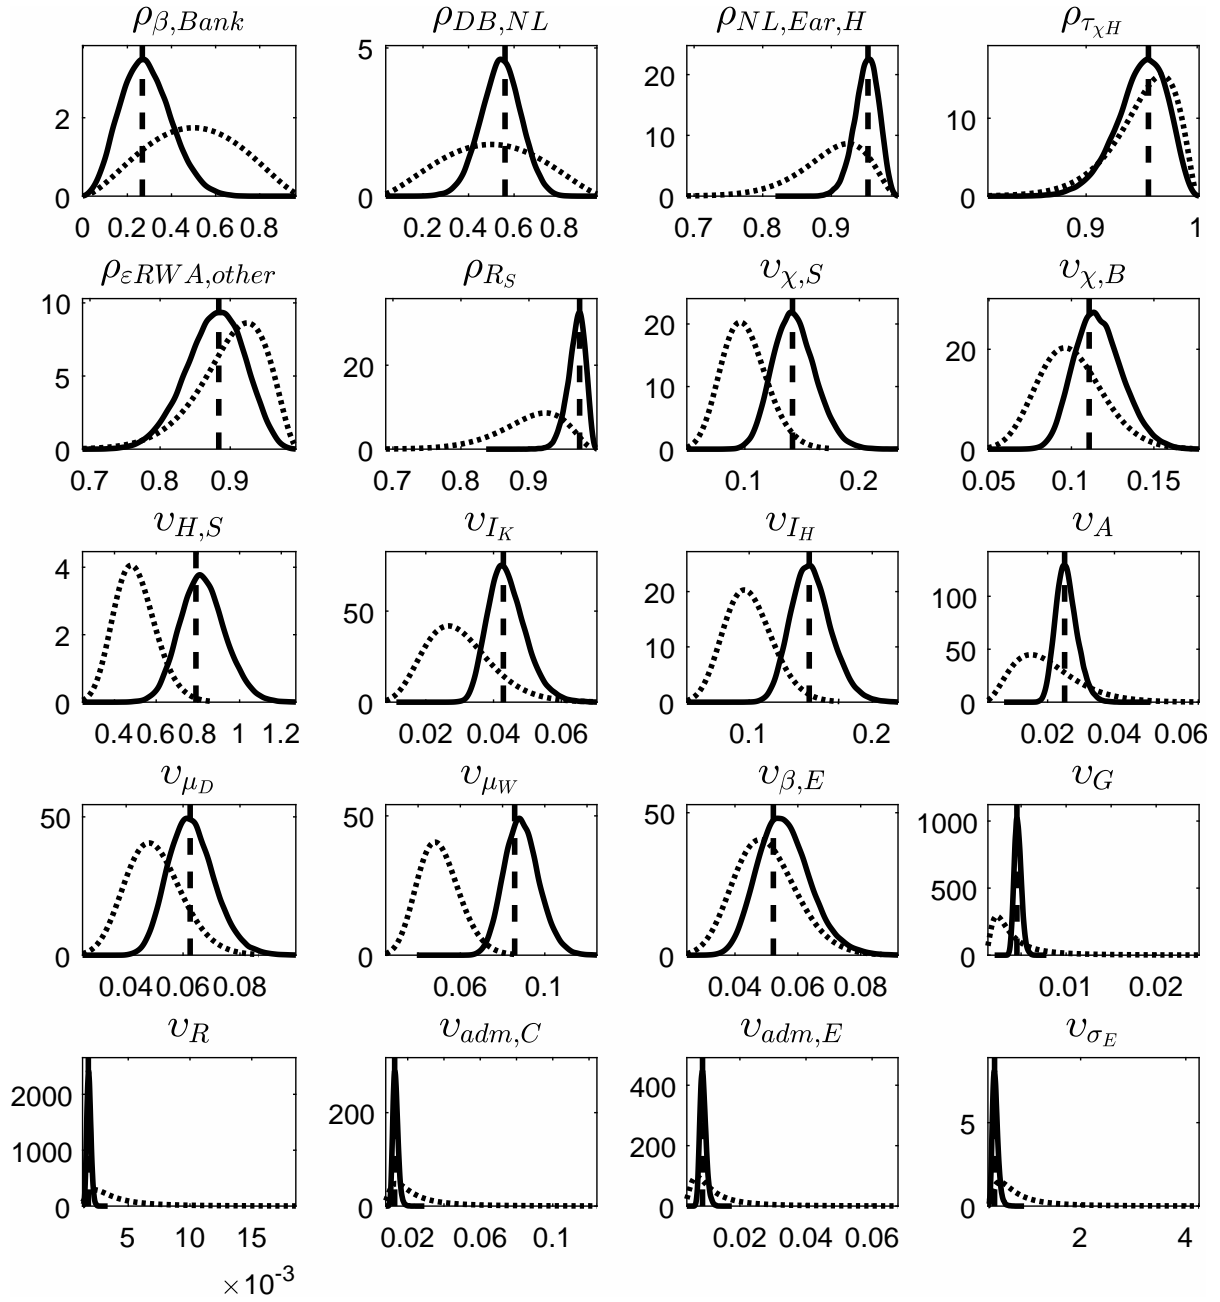 ρβ,Bank ρDB,NL ρNL,Ear,H ρτχH
5 20 10 2 0
0 0.2 0.4 0.6 0.8 0.2 0.4 0.6 0.8 0.7 0.8 0.9 0.9 1
ρεRWA,other ρRS υχ,S υχ,B
10 5 0 20 0 20 10 0 20 0
0.7 0.8 0.9 0.7 0.8 0.9 0.1 0.2 0.05 0.1 0.15
υH,S υIK υIH υA
4 2 0 50 0 20 10 0 100 50 0
0.4 0.6 0.8 1 1.2 0.02 0.04 0.06 0.1 0.2 0.02 0.04 0.06
υμD υμW υβ,E υG
50 0 50 0 50 0 1000 500 0
0.04 0.06 0.08 0.06 0.1 0.04 0.06 0.08 0.01 0.02
υR υadm,C υadm,E υσE
2000 1000 0 200 0 400 200 0 5 0
5 10 15 0.02 0.06 0.1 0.02 0.04 0.06 2 4
×10-3